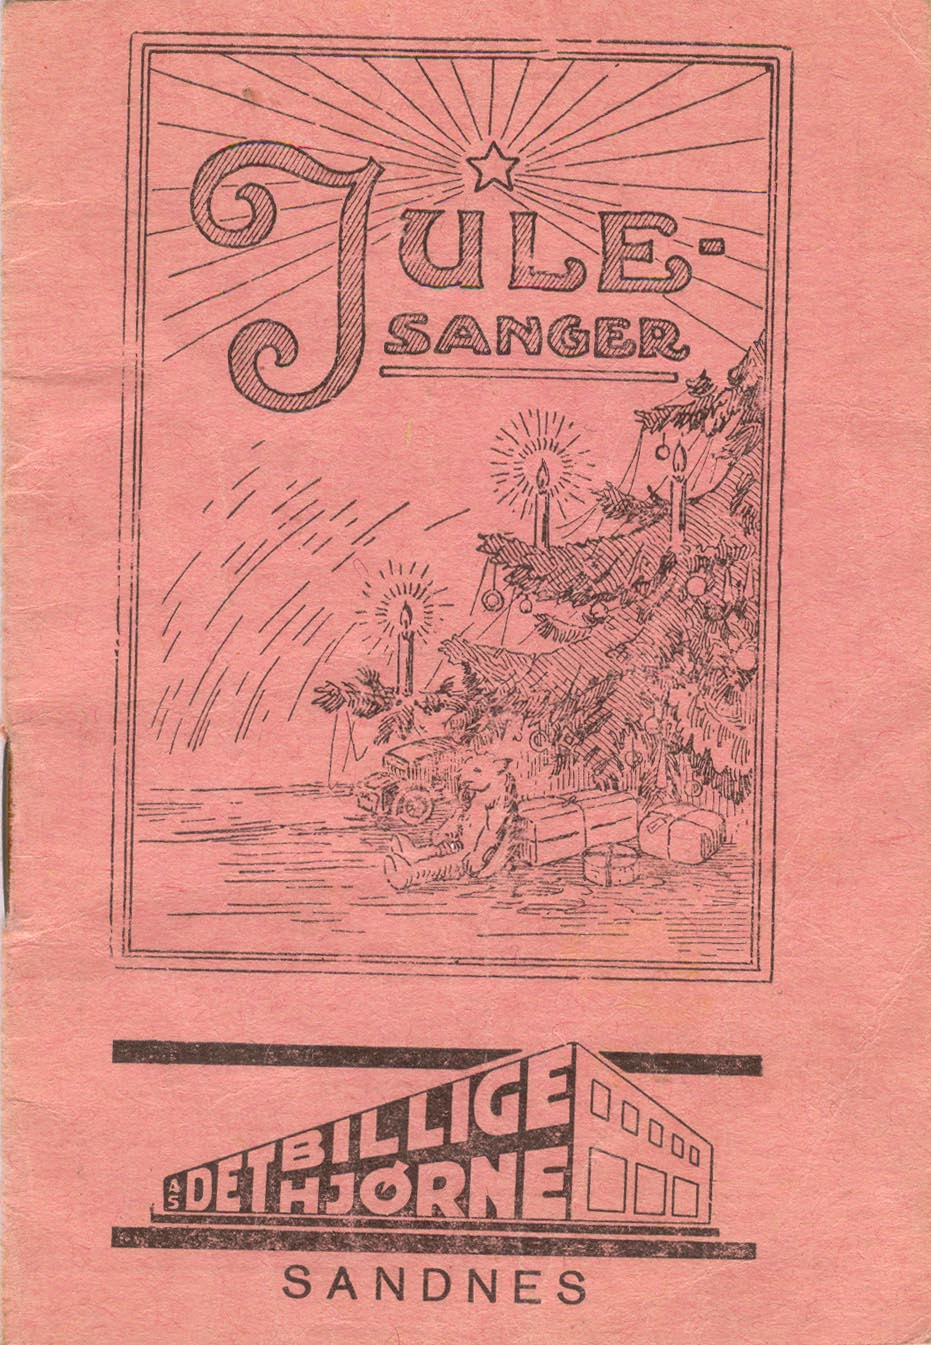 JULE-
SANGER
A/S DET BILLIGE
HJØRNE
SANDNES